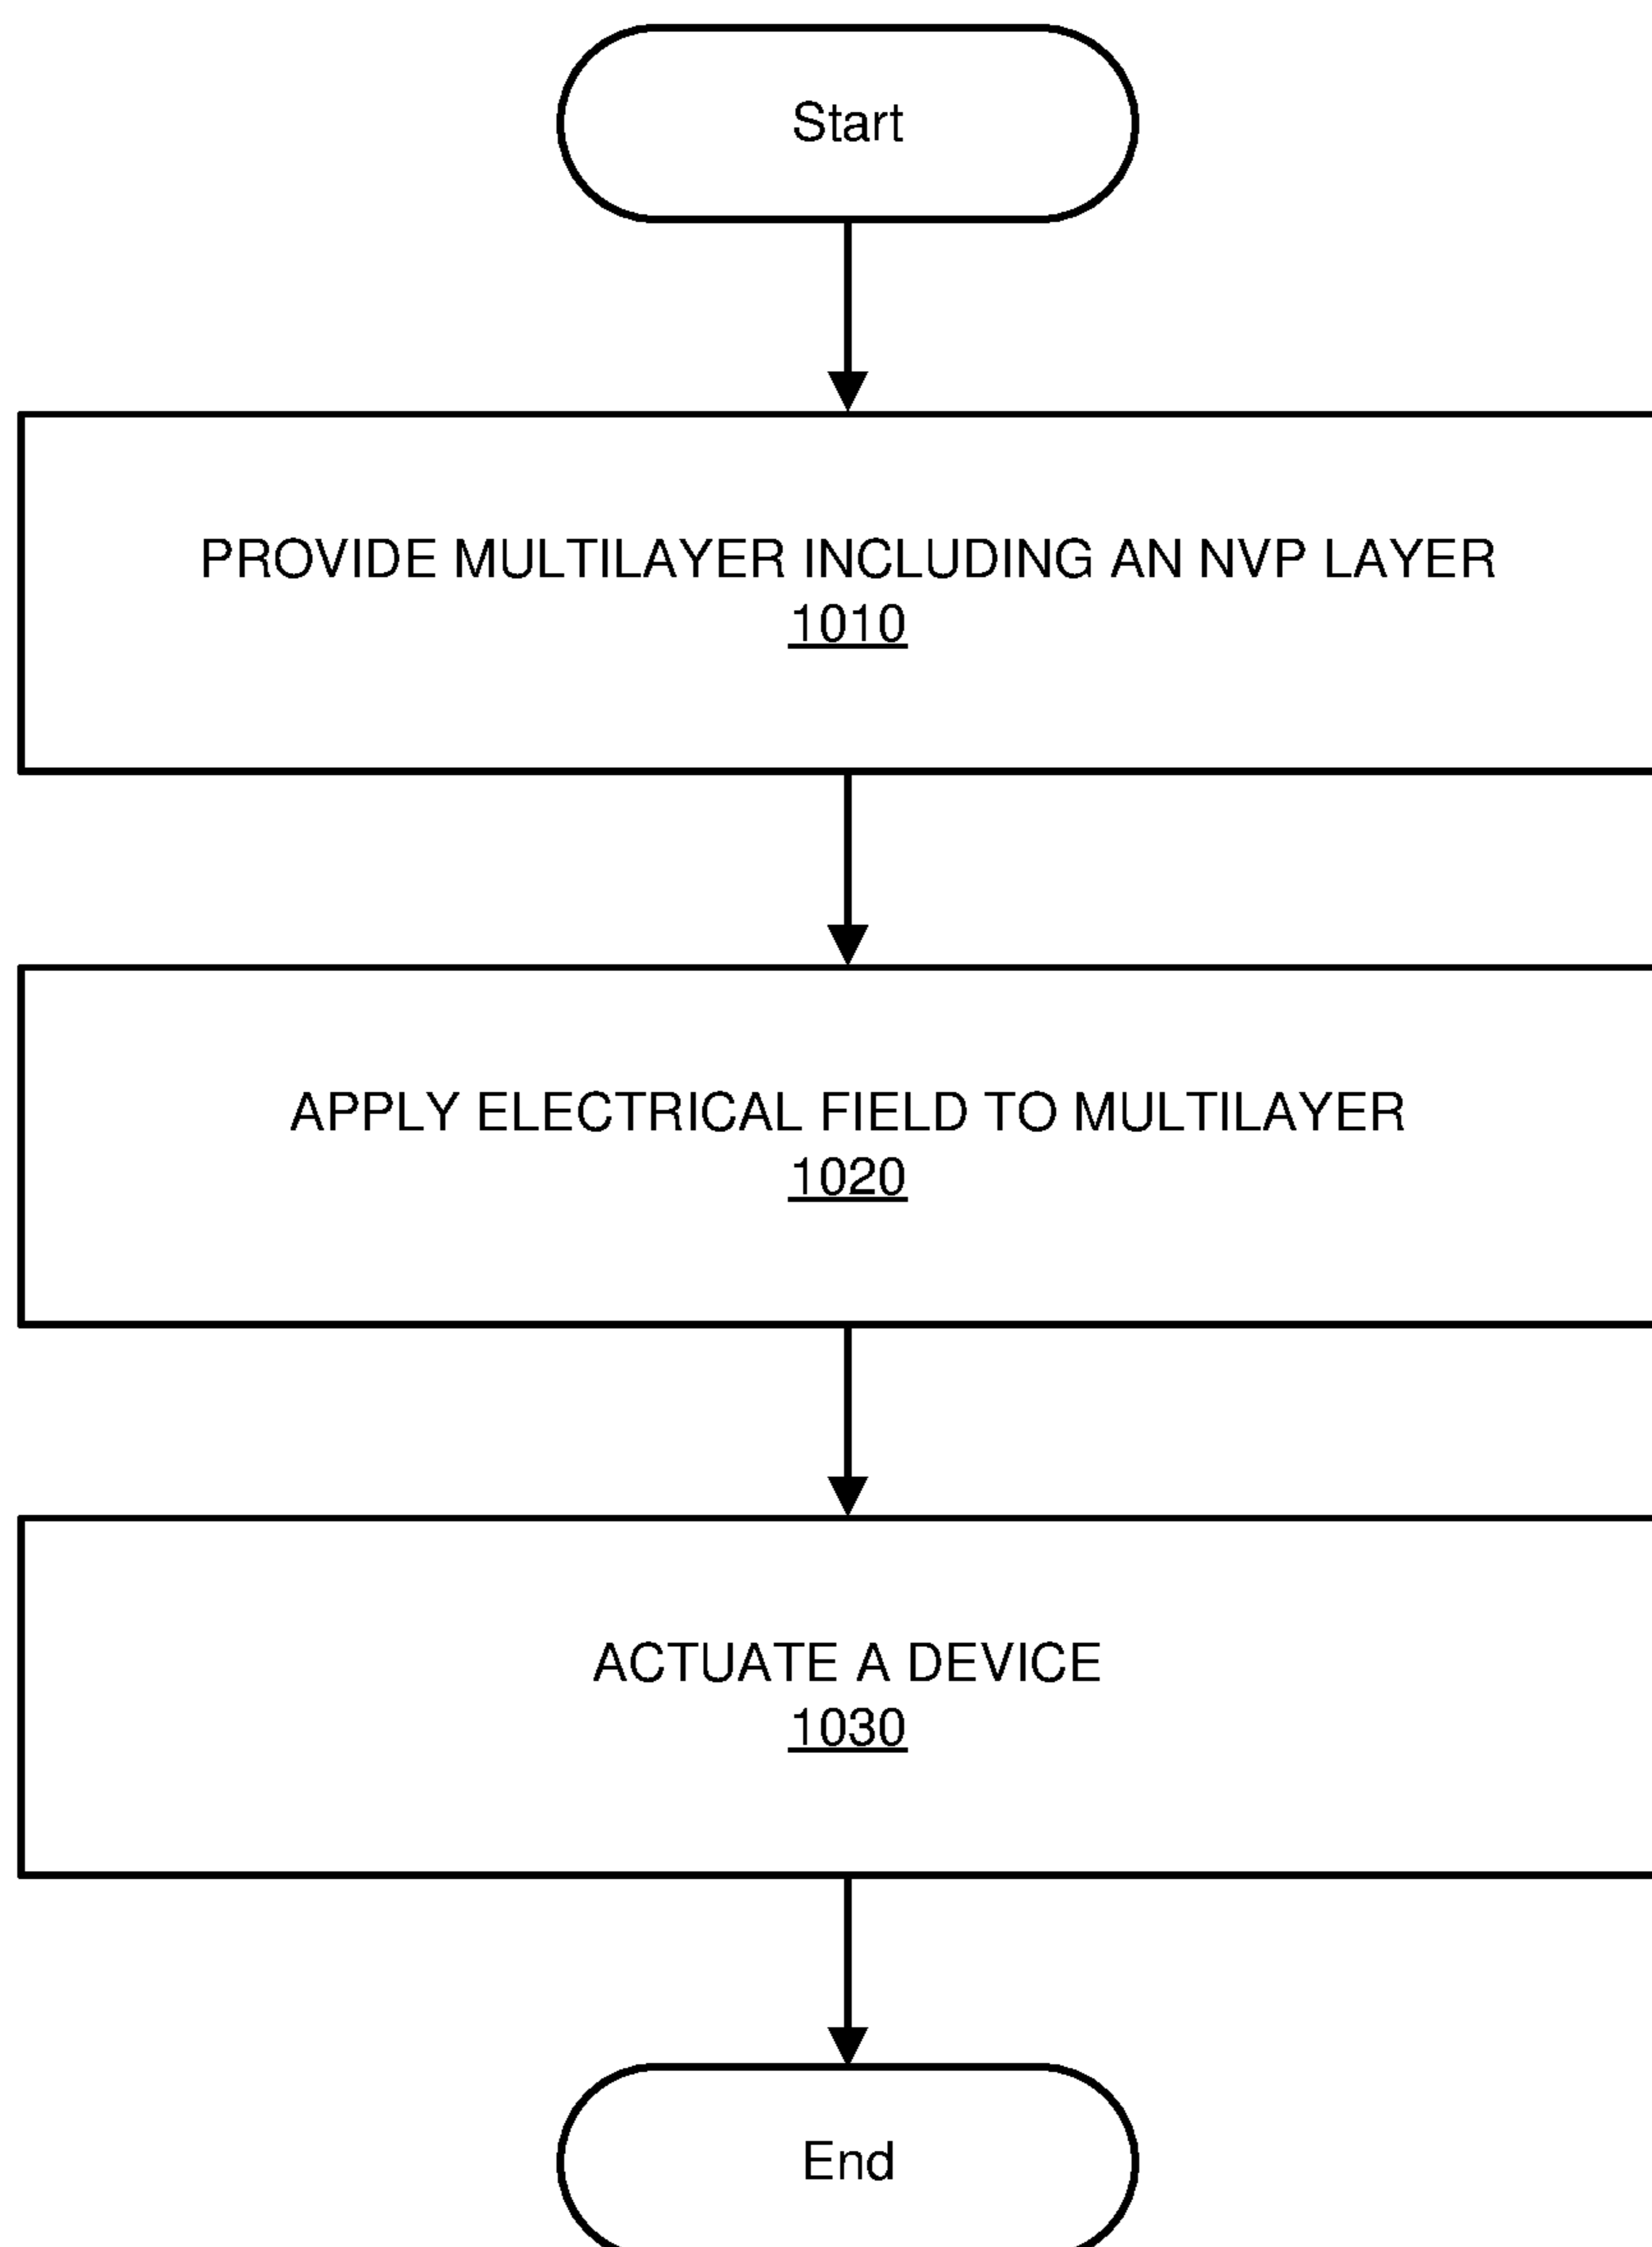 Start
PROVIDE MULTILAYER INCLUDING AN NVP LAYER
1010
APPLY ELECTRICAL FIELD TO MULTILAYER
1020
ACTUATE A DEVICE
1030
End